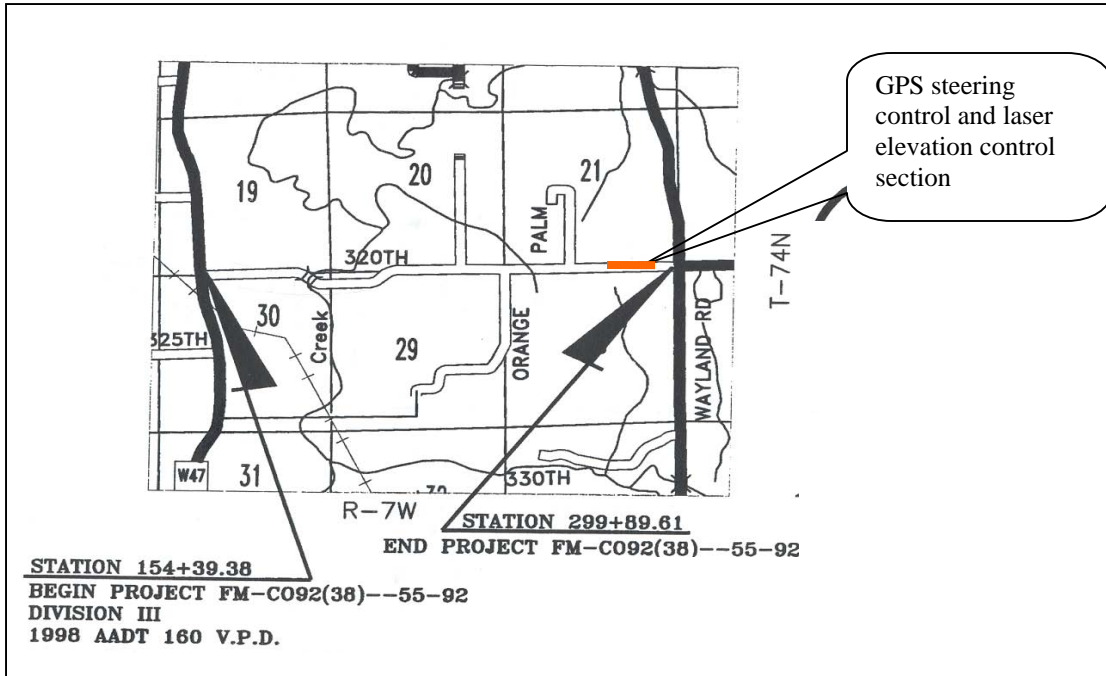 GPS steering
control and laser
elevation control
section
19
20
21
PALM
320TH
T-74N
30
Creek
29
ORANGE
325TH
WAYLAND RD
W47
31
330TH
R-7W
STATION 299+89.61
END PROJECT FM-CO92(38)--55-92
STATION 154+39.38
BEGIN PROJECT FM-CO92(38)--55-92
DIVISION III
1998 AADT 160 V.P.D.